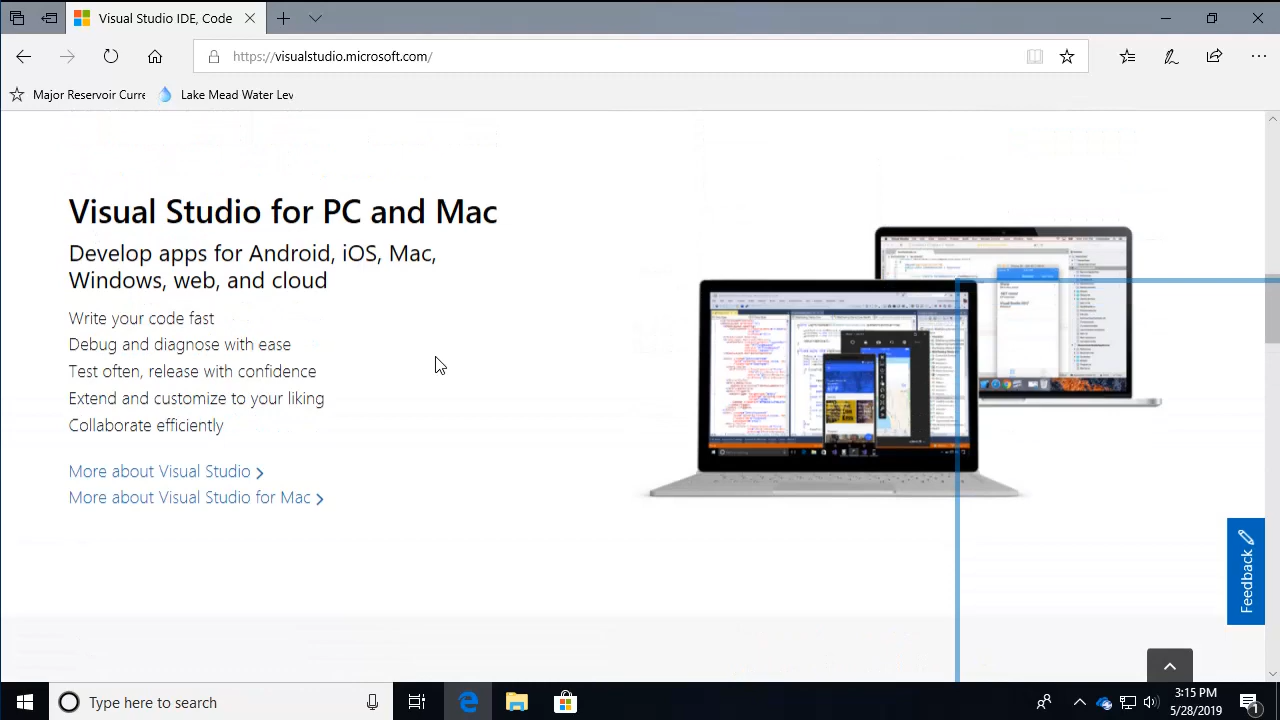 Visual Studio IDE, Code
https://visualstudio.microsoft.com/
Major Reservoir Curre
Lake Mead Water Lev
Visual Studio for PC and Mac
Develop apps for Android, iOS, Mac,
Windows, web, and cloud
Write your code fast
Debug and diagnose with ease
Test often, release with confidence
Extend and customize to your liking
Collaborate efficiently
More about Visual Studio
More about Visual Studio for Mac
Feedback
Type here to search
3:15 PM
5/28/2019
1